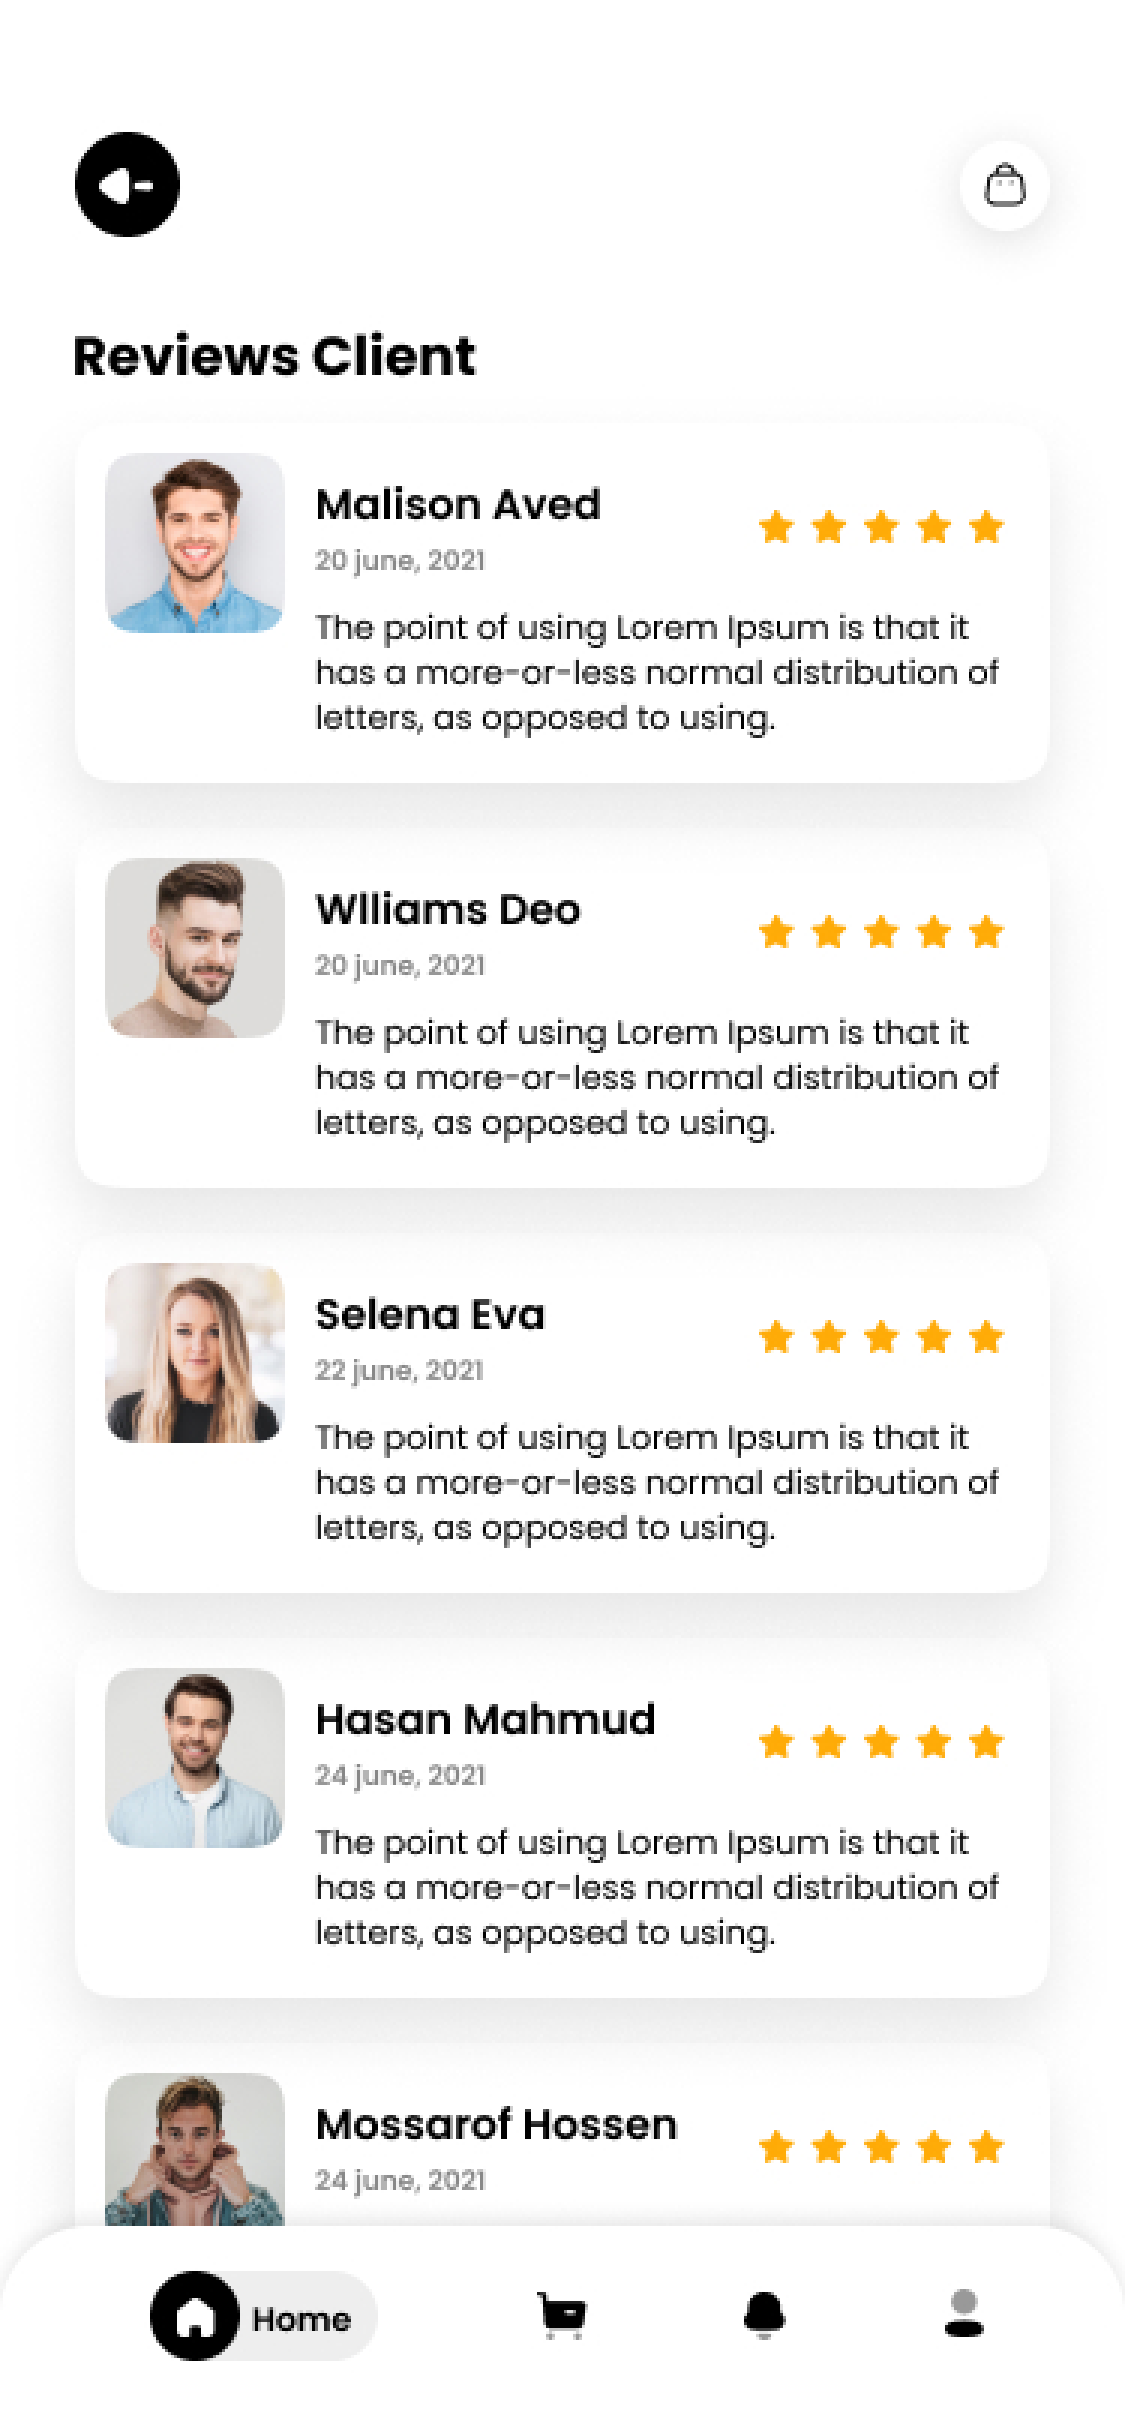 Reviews Client
Malison Aved
20 june, 2021
The point of using Lorem Ipsum is that it
has a more-or-less normal distribution of
letters, as opposed to using.
Wlliams Deo
20 june, 2021
The point of using Lorem Ipsum is that it
has a more-or-less normal distribution of
letters, as opposed to using.
Selena Eva
22 june, 2021
The point of using Lorem Ipsum is that it
has a more-or-less normal distribution of
letters, as opposed to using.
Hasan Mahmud
24 june, 2021
The point of using Lorem Ipsum is that it
has a more-or-less normal distribution of
letters, as opposed to using.
Mossarof Hossen
24 june, 2021
Home